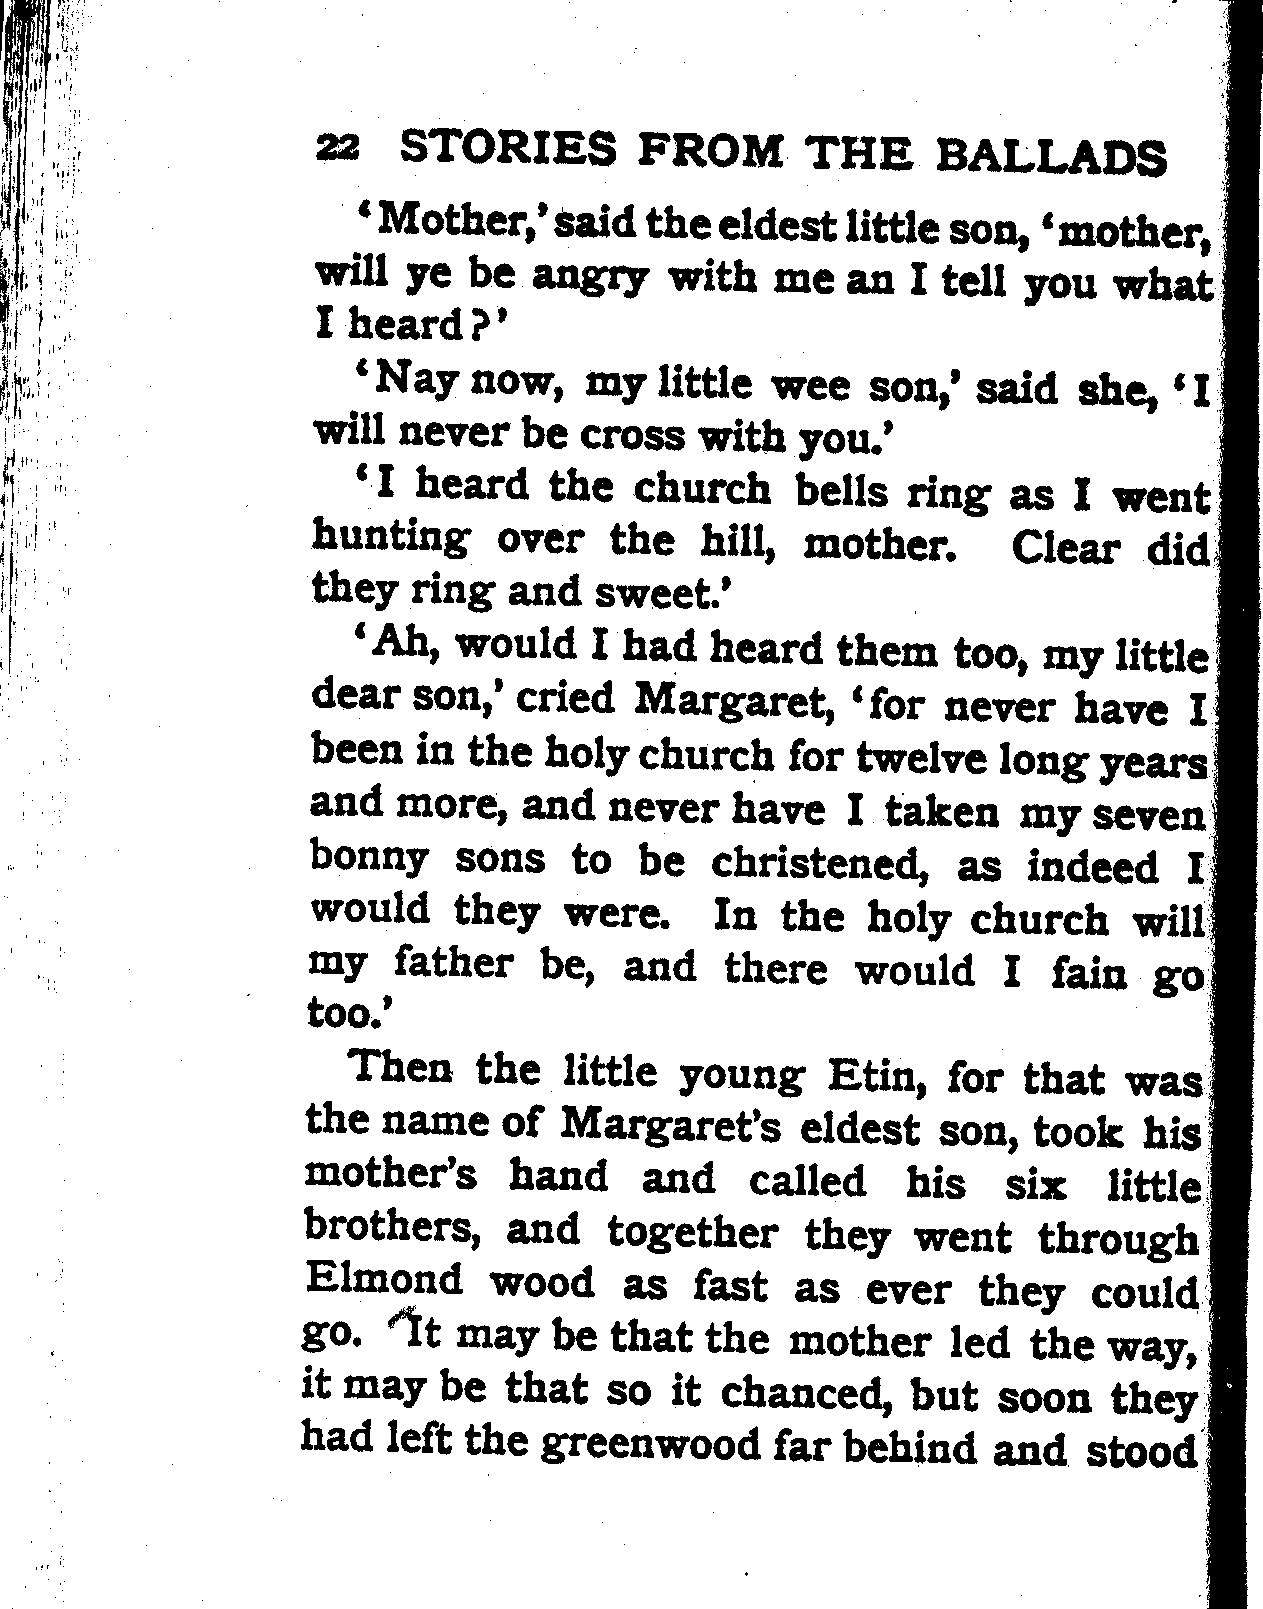 22 STORIES FROM THE BALLADS
‘Mother,’ said the eldest little son, ‘mother,
will ye be angry with me an I tell you what
I heard?’
‘Nay now, my little wee son,’ said she, ‘I
will never be cross with you.’
‘I heard the church bells ring as I went
hunting over the hill, mother. Clear did
they ring and sweet.’
‘Ah, would I had heard them too, my little
dear son,’ cried Margaret, ‘for never have I
been in the holy church for twelve long years
and more, and never have I taken my seven
bonny sons to be christened, as indeed I
would they were. In the holy church will
my father be, and there would I fain go
too.’
Then the little young Etin, for that was
the name of Margaret’s eldest son, took his
mother’s hand and called his six little
brothers, and together they went through
Elmond wood as fast as ever they could
go. It may be that the mother led the way,
it may be that so it chanced, but soon they
had left the greenwood far behind and stood